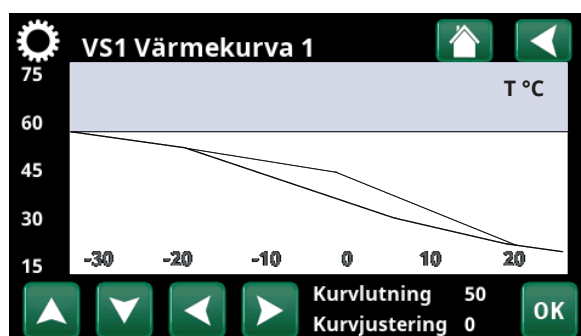 VS1 Värmekurva 1
75
T °C
60
45
30
15
-30 -20 -10 0 10 20
Kurvlutning 50
Kurvjustering 0
OK